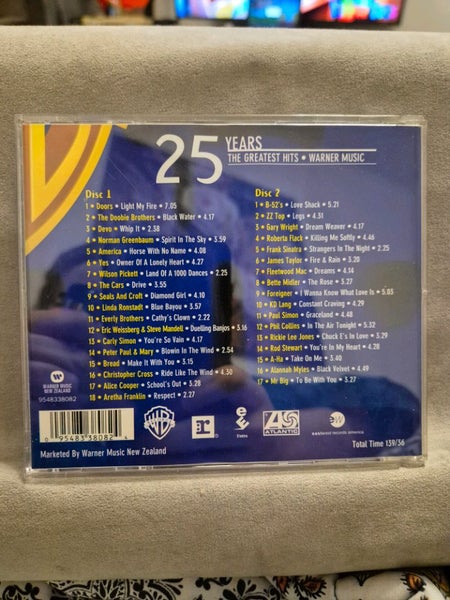 25 YEARS
THE GREATEST HITS • WARNER MUSIC
Disc 1
1 • Doors • Light My Fire • 7.05
2 • The Doobie Brothers • Black Water • 4.17
3 • Devo • Whip It • 2.38
4 • Norman Greenbaum • Spirit In The Sky • 3.59
5 • America • Horse With No Name • 4.08
6 • Yes • Owner Of A Lonely Heart • 4.27
7 • Wilson Pickett • Land Of 1000 Dances • 2.25
8 • The Cars • Drive • 3.55
9 • Seals And Croft • Diamond Girl • 4.10
10 • Linda Ronstadt • Blue Bayou • 3.57
11 • Everly Brothers • Cathy's Clown • 2.22
12 • Eric Weissberg & Steve Mandell • Duelling Banjos • 3.16
13 • Carly Simon • You're So Vain • 4.17
14 • Peter Paul & Mary • Blowin In The Wind • 2.54
15 • Bread • Make It With You • 3.15
16 • Christopher Cross • Ride Like The Wind • 4.30
17 • Alice Cooper • School's Out • 3.28
18 • Aretha Franklin • Respect • 2.27
Disc 2
1 • B-52's • Love Shack • 5.21
2 • ZZ Top • Legs • 4.31
3 • Gary Wright • Dream Weaver • 4.17
4 • Roberta Flack • Killing Me Softly • 4.46
5 • Frank Sinatra • Strangers In The Night • 2.25
6 • James Taylor • Fire & Rain • 3.20
7 • Fleetwood Mac • Dreams • 4.14
8 • Bette Midler • The Rose • 3.27
9 • Foreigner • I Wanna Know What Love Is • 5.03
10 • KD Lang • Constant Craving • 4.29
11 • Paul Simon • Graceland • 4.48
12 • Phil Collins • In The Air Tonight • 5.32
13 • Rickie Lee Jones • Chuck E's In Love • 3.29
14 • Rod Stewart • You're In My Heart • 4.28
15 • A-Ha • Take On Me • 3.40
16 • Alannah Myles • Black Velvet • 4.49
17 • Mr Big • To Be With You • 3.27
WARNER MUSIC
NEW ZEALAND
9548338082
0 95483 38082 4
WB
R
reprise
e
Elektra
ATLANTIC
ew
eastwest records america
Marketed By Warner Music New Zealand
Total Time 139/36